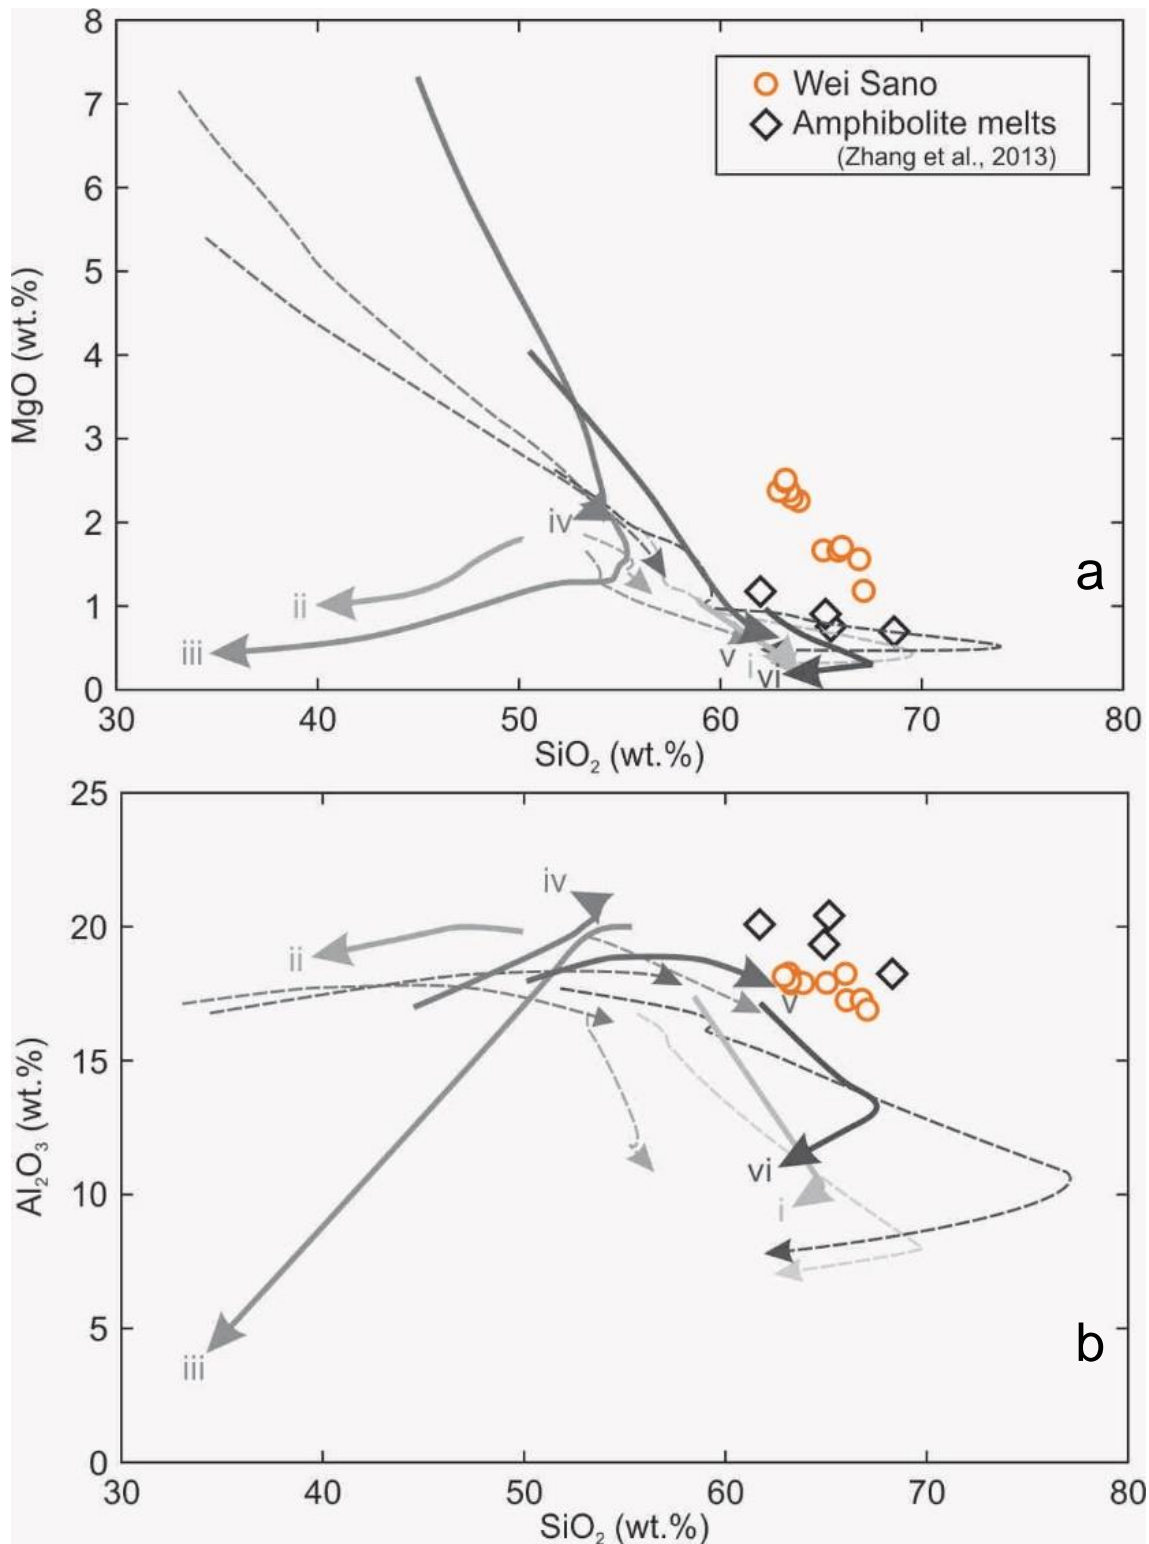 8
7
6
5
4
3
2
1
0
MgO (wt.%)
Wei Sano
Amphibolite melts
(Zhang et al., 2013)
iv
ii
iii
v
i
vi
a
30 40 50 60 70 80
SiO₂ (wt.%)
25
20
15
10
5
0
Al₂O₃ (wt.%)
iv
ii
v
vi
i
iii
b
30 40 50 60 70 80
SiO₂ (wt.%)